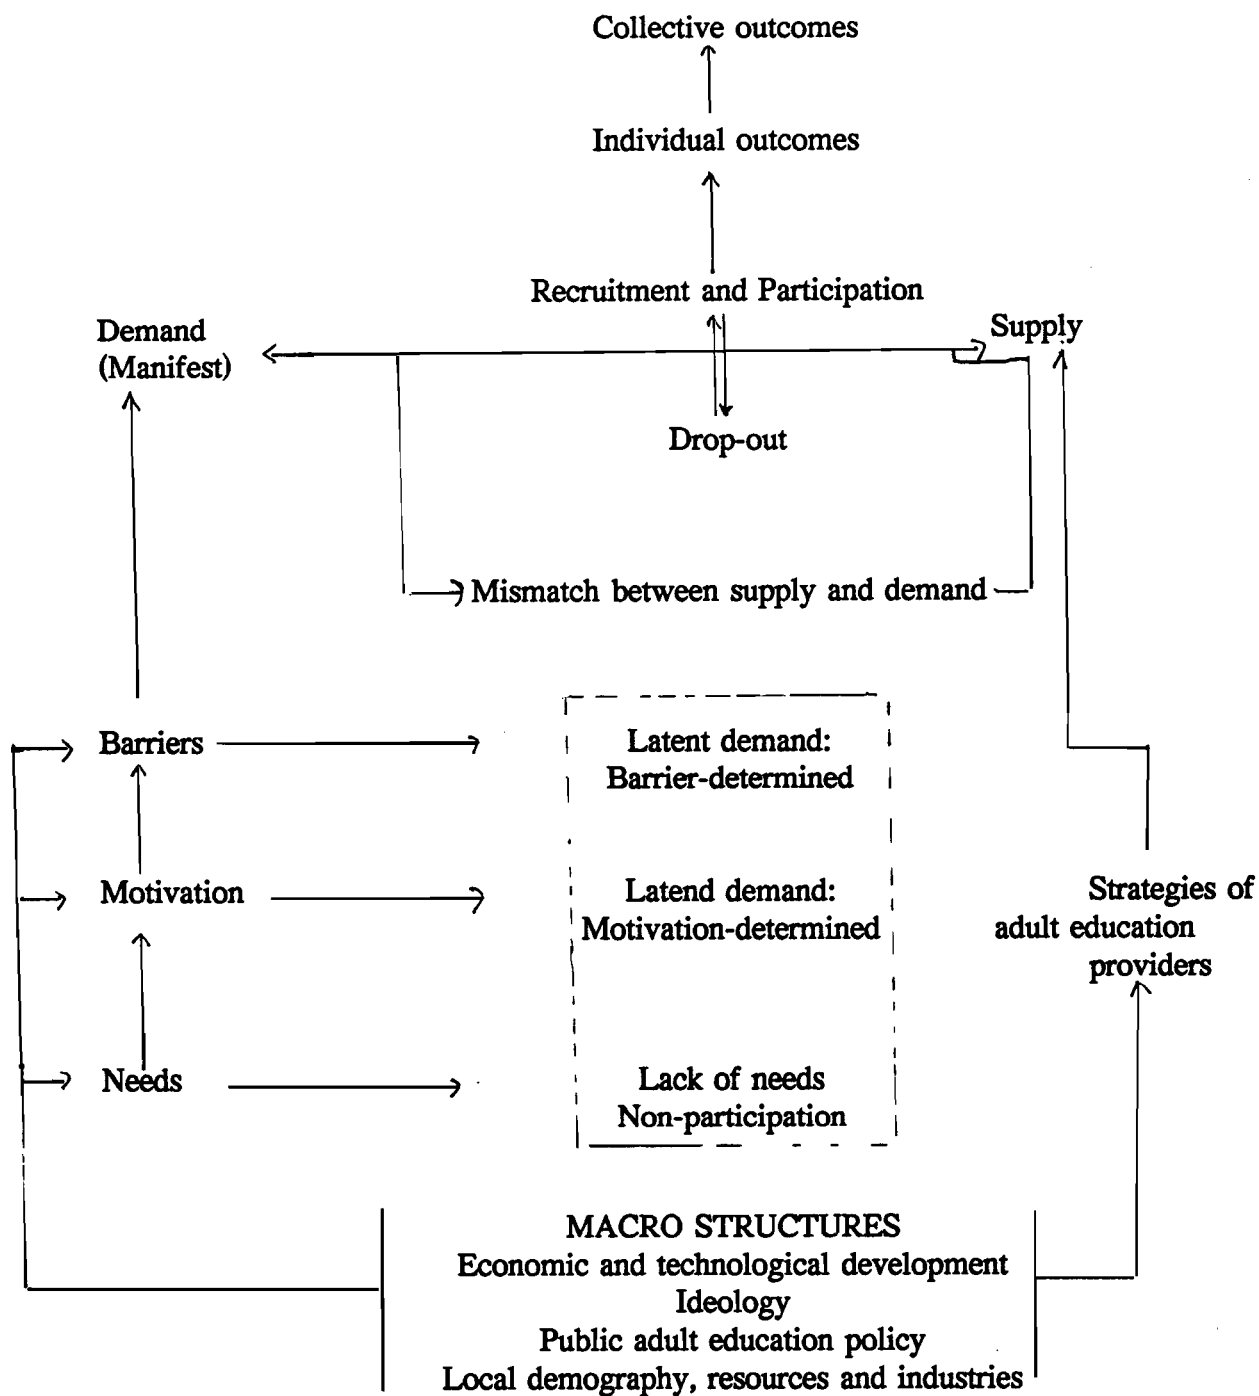 Collective outcomes
Individual outcomes
Recruitment and Participation
Demand
(Manifest)
Supply
Drop-out
Mismatch between supply and demand
Barriers
Latent demand:
Barrier-determined
Motivation
Latend demand:
Motivation-determined
Strategies of
adult education
providers
Needs
Lack of needs
Non-participation
MACRO STRUCTURES
Economic and technological development
Ideology
Public adult education policy
Local demography, resources and industries